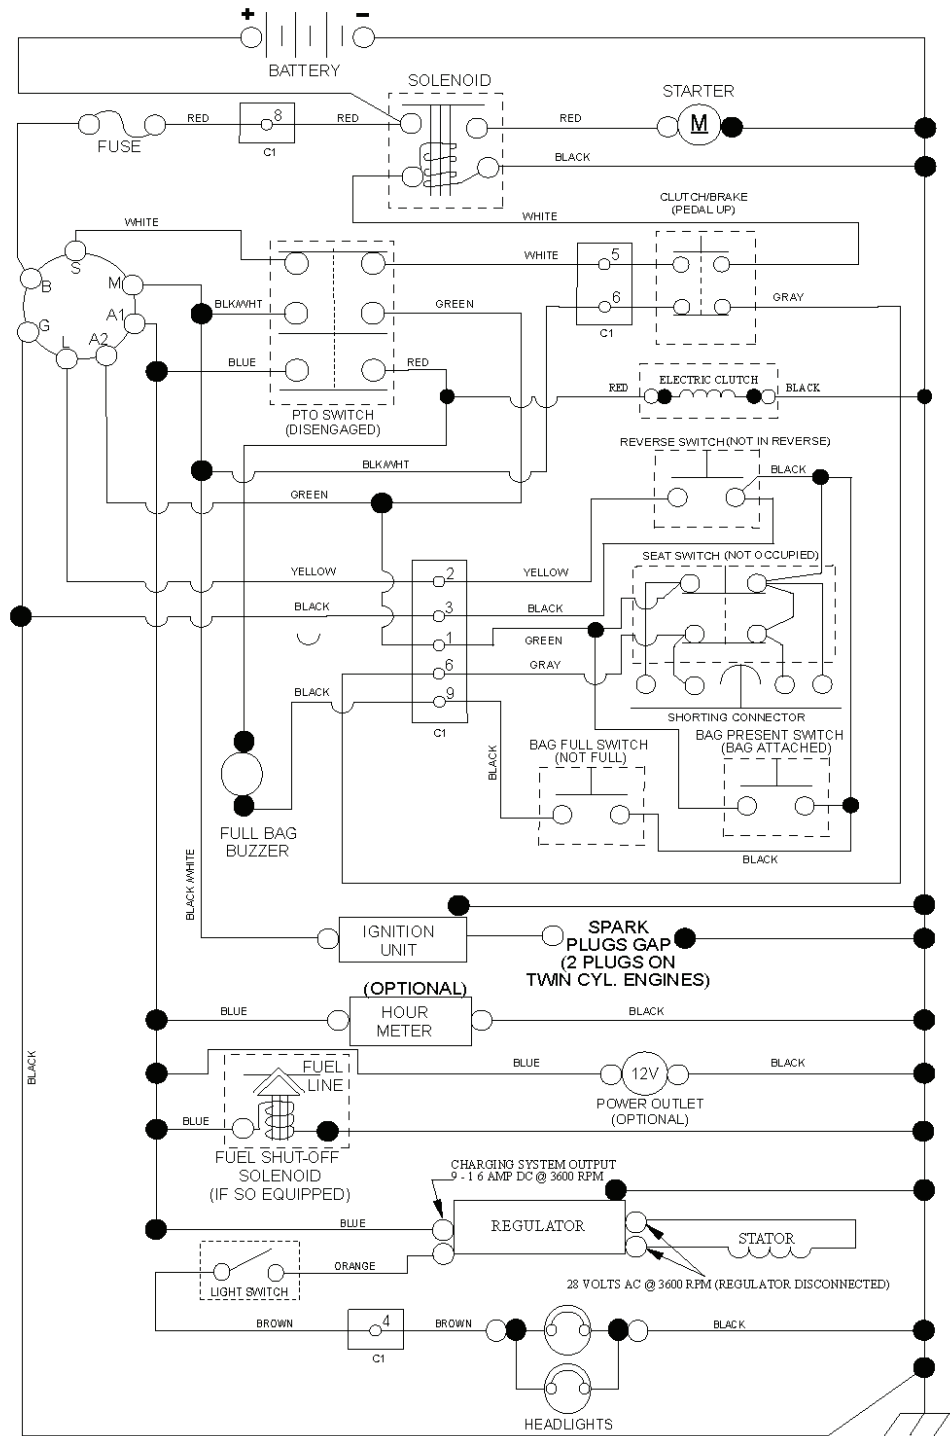 + −
BATTERY
SOLENOID
STARTER
RED
8
RED
RED
M
FUSE
C1
BLACK
CLUTCH/BRAKE
(PEDAL UP)
WHITE
WHITE
S
WHITE
5
B
M
BLK/WHT
GREEN
6
GRAY
A1
G
C1
A2
L
BLUE
RED
RED
ELECTRIC CLUTCH
BLACK
PTO SWITCH
(DISENGAGED)
REVERSE SWITCH (NOT IN REVERSE)
BLK/WHT
BLACK
GREEN
SEAT SWITCH (NOT OCCUPIED)
YELLOW
2
YELLOW
BLACK
3
BLACK
1
GREEN
6
GRAY
BLACK
9
C1
SHORTING CONNECTOR
BAG PRESENT SWITCH
(BAG ATTACHED)
BAG FULL SWITCH
(NOT FULL)
BLACK
FULL BAG
BUZZER
BLACK
BLACK/WHITE
IGNITION
UNIT
SPARK
PLUGS GAP
(2 PLUGS ON
TWIN CYL. ENGINES)
(OPTIONAL)
HOUR
METER
BLUE
BLACK
BLACK
FUEL
LINE
BLUE
12V
BLACK
POWER OUTLET
(OPTIONAL)
BLUE
FUEL SHUT-OFF
SOLENOID
(IF SO EQUIPPED)
CHARGING SYSTEM OUTPUT
9 - 1 6 AMP DC @ 3600 RPM
BLUE
REGULATOR
STATOR
ORANGE
LIGHT SWITCH
28 VOLTS AC @ 3600 RPM (REGULATOR DISCONNECTED)
BROWN
4
BROWN
BLACK
C1
HEADLIGHTS